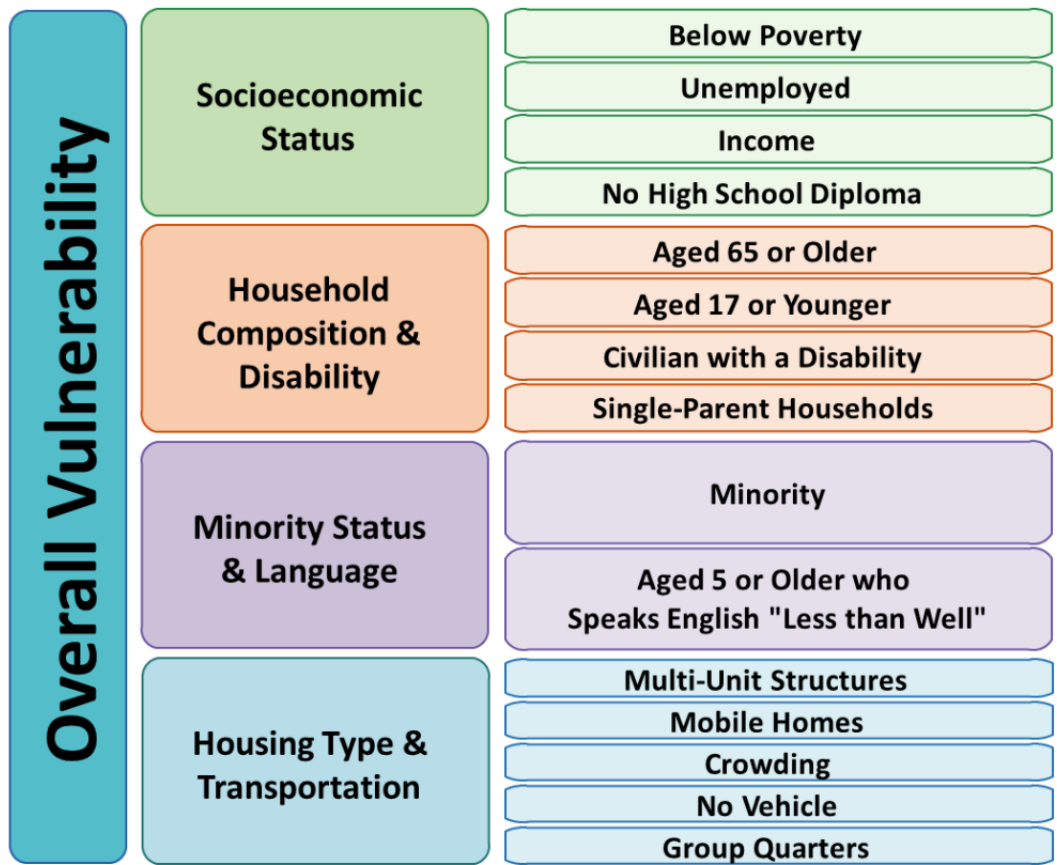 Overall Vulnerability
Socioeconomic
Status
Below Poverty
Unemployed
Income
No High School Diploma
Household
Composition &
Disability
Aged 65 or Older
Aged 17 or Younger
Civilian with a Disability
Single-Parent Households
Minority Status
& Language
Minority
Aged 5 or Older who
Speaks English "Less than Well"
Housing Type &
Transportation
Multi-Unit Structures
Mobile Homes
Crowding
No Vehicle
Group Quarters